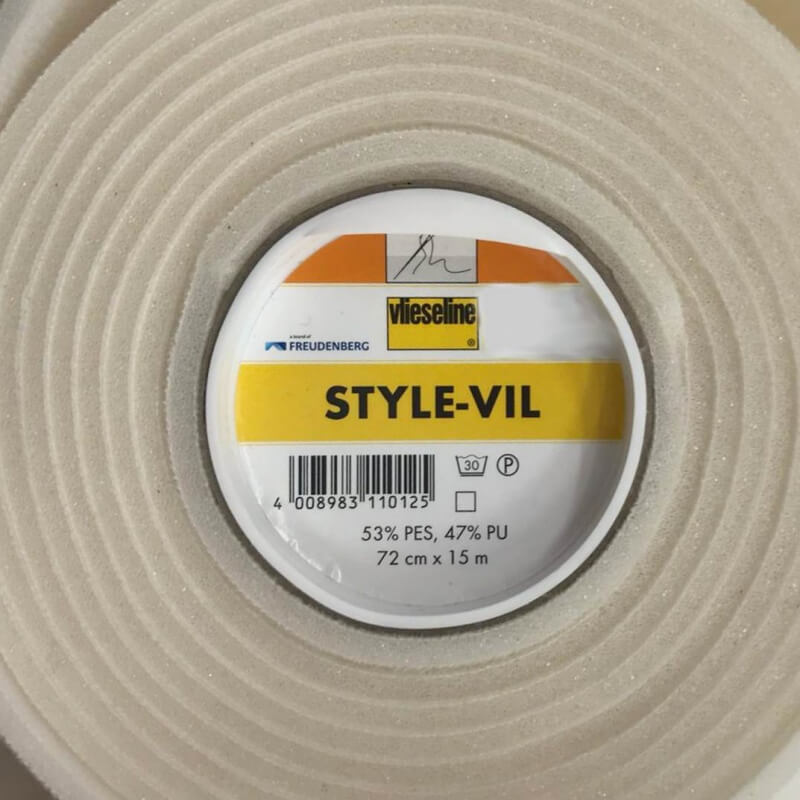 vlieseline
®
a brand of
FREUDENBERG
STYLE-VIL
30 P
4 008983 110125
53% PES, 47% PU
72 cm x 15 m